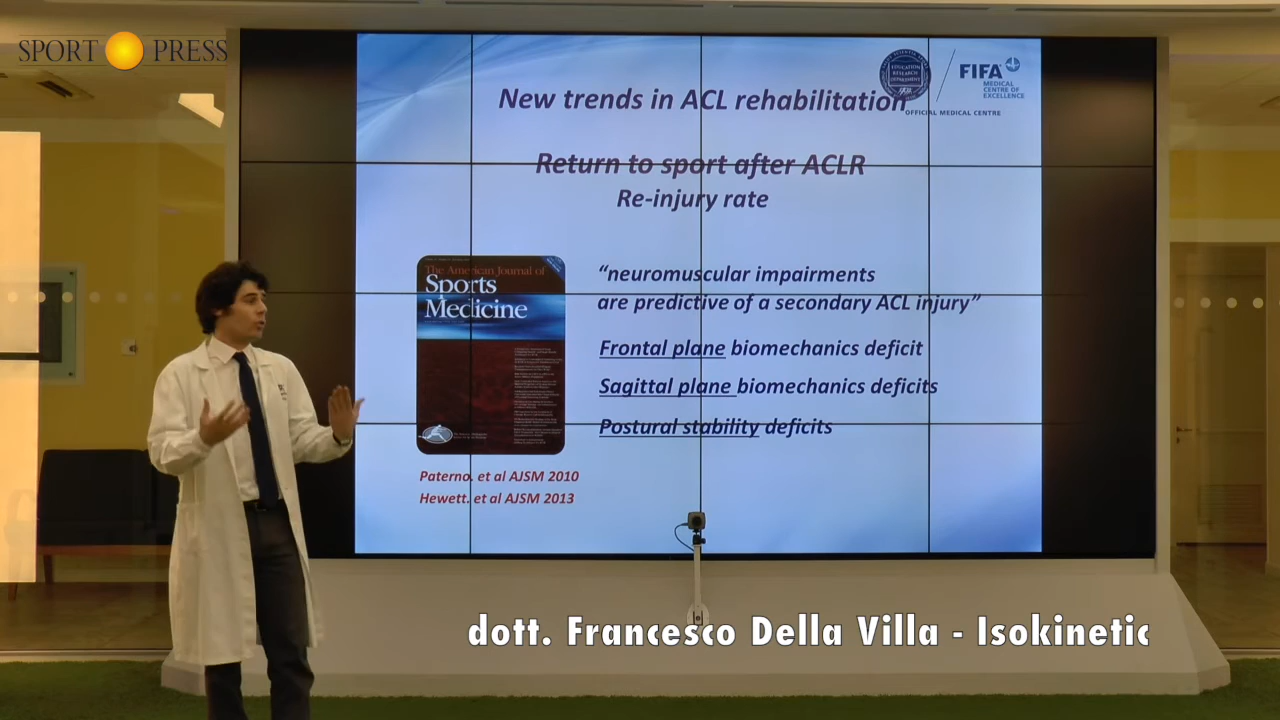 SPORT PRESS
EDUCATION
RESEARCH
DEPARTMENT
FIFA
MEDICAL
CENTRE OF
EXCELLENCE
OFFICIAL MEDICAL CENTRE
New trends in ACL rehabilitation
Return to sport after ACLR
Re-injury rate
The American Journal of
Sports
Medicine
“neuromuscular impairments
are predictive of a secondary ACL injury”
Frontal plane biomechanics deficit
Sagittal plane biomechanics deficits
Postural stability deficits
Paterno. et al AJSM 2010
Hewett. et al AJSM 2013
dott. Francesco Della Villa - Isokinetic